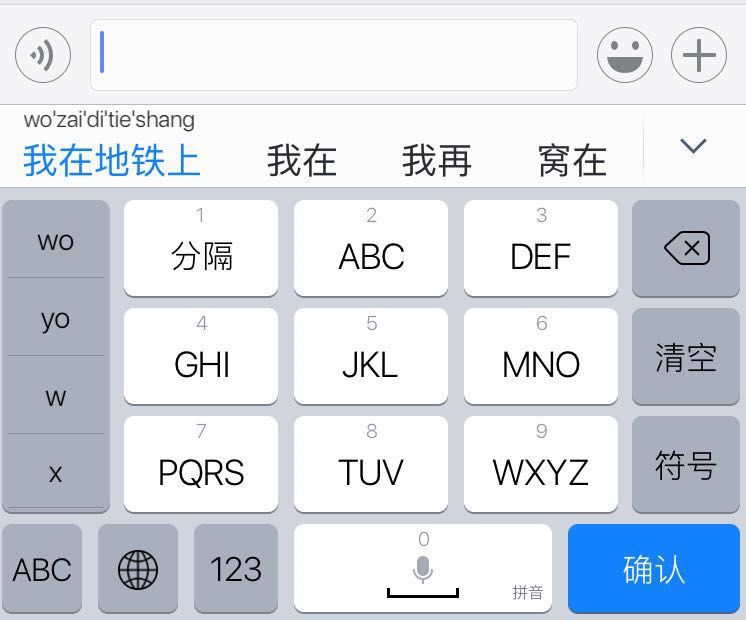 wo'zai'di'tie'shang
我在地铁上 我在 我再 窝在
wo
yo
w
x
1
分隔
2
ABC
3
DEF
4
GHI
5
JKL
6
MNO
清空
7
PQRS
8
TUV
9
WXYZ
符号
ABC
123
0
拼音
确认